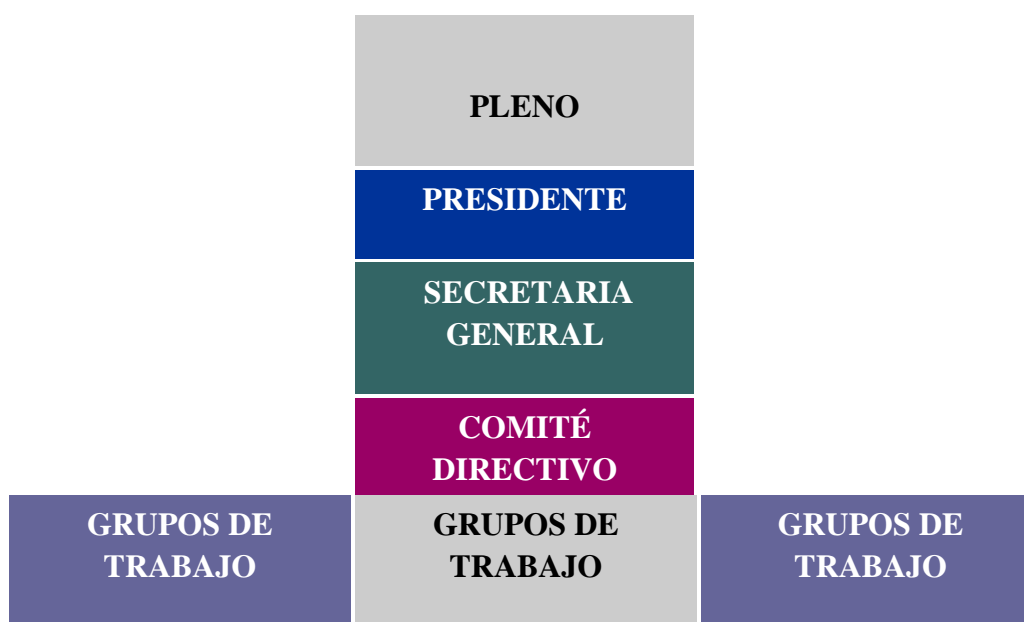 PLENO
PRESIDENTE
SECRETARIA
GENERAL
COMITÉ
DIRECTIVO
GRUPOS DE
TRABAJO
GRUPOS DE
TRABAJO
GRUPOS DE
TRABAJO